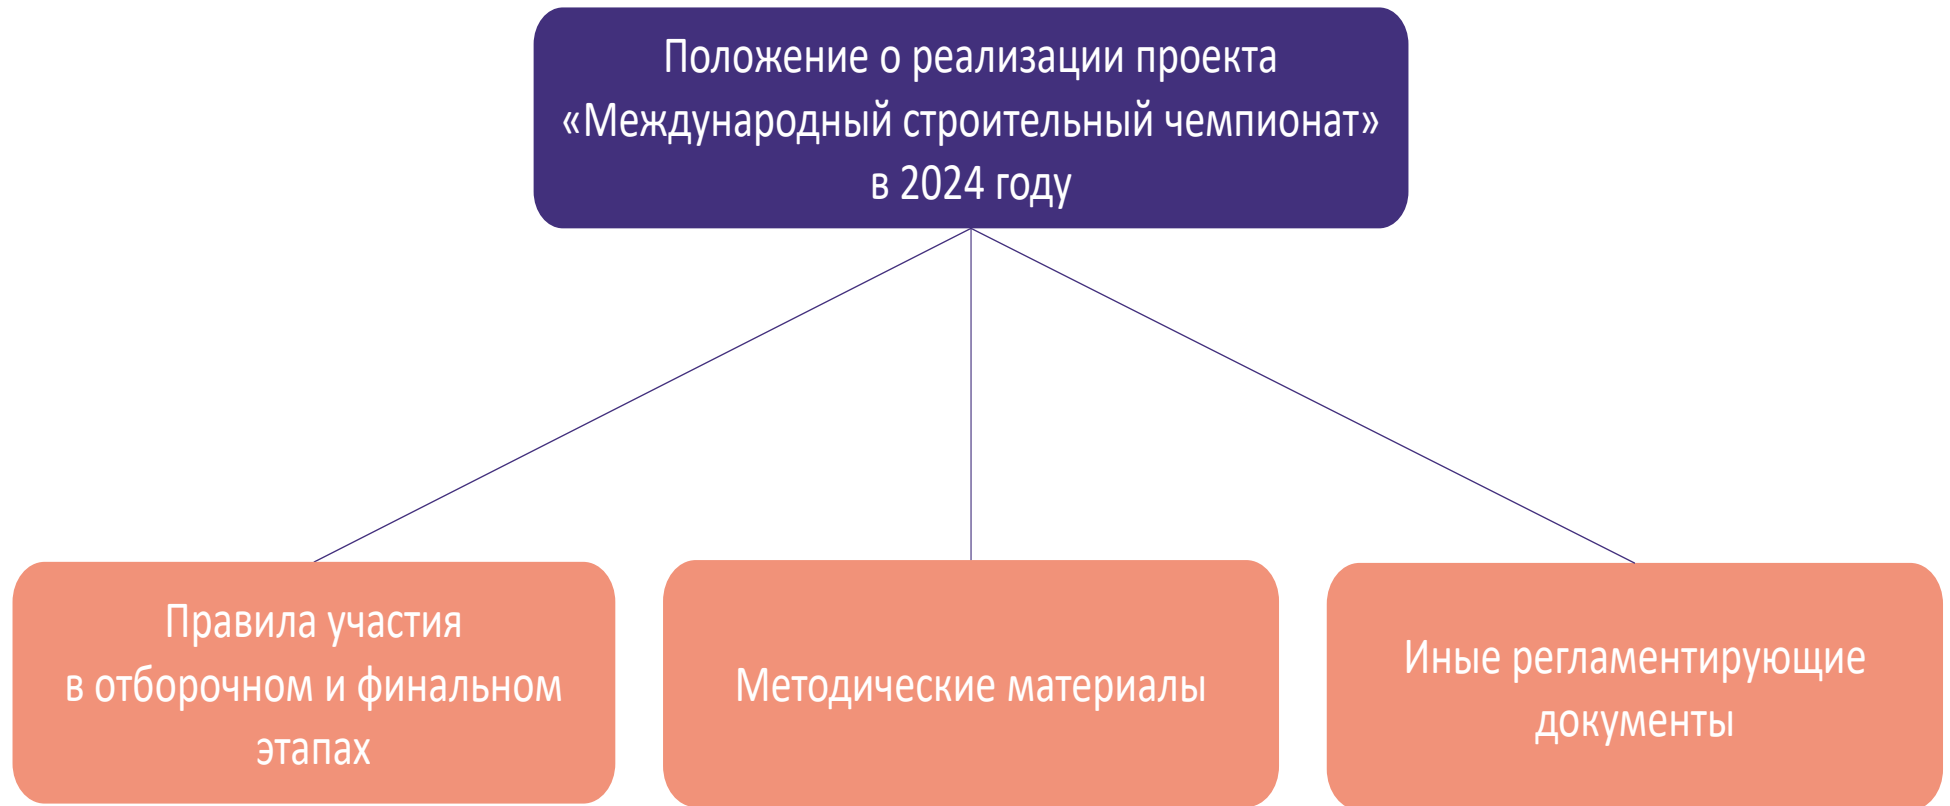 Положение о реализации проекта
«Международный строительный чемпионат»
в 2024 году
Правила участия
в отборочном и финальном
этапах
Методические материалы
Иные регламентирующие
документы